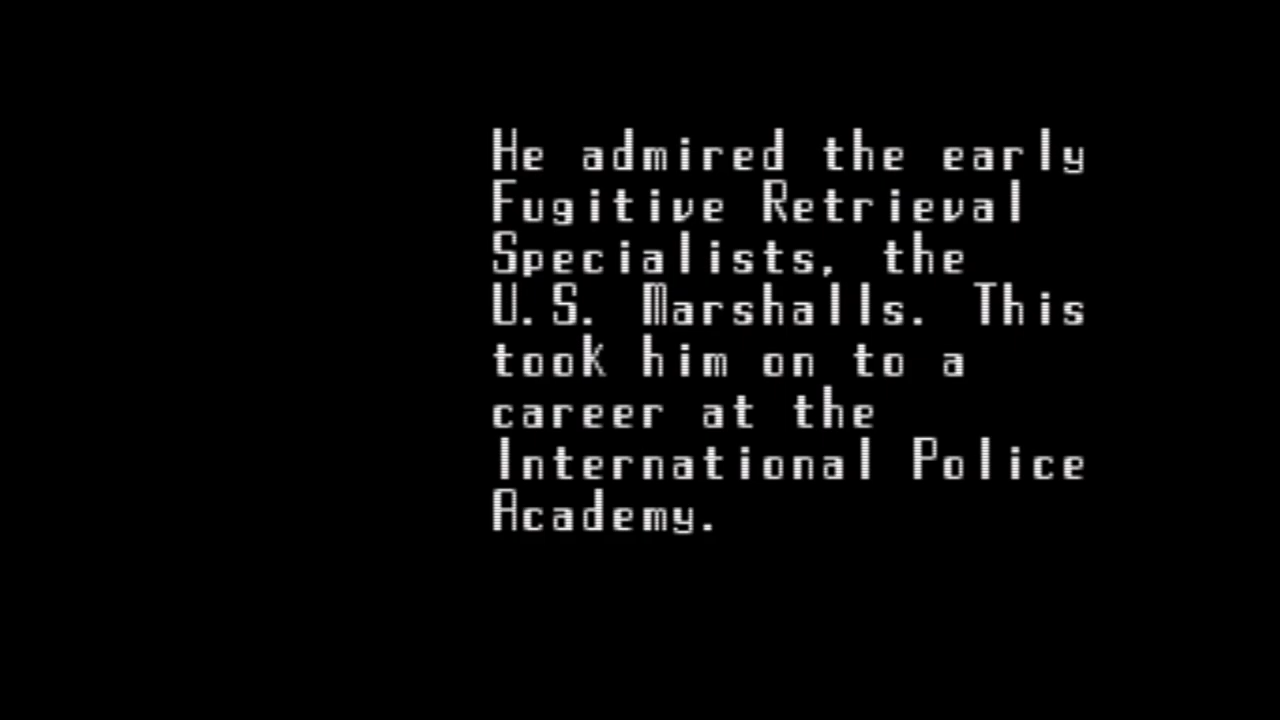 He admired the early
Fugitive Retrieval
Specialists, the
U.S. Marshalls. This
took him on to a
career at the
International Police
Academy.